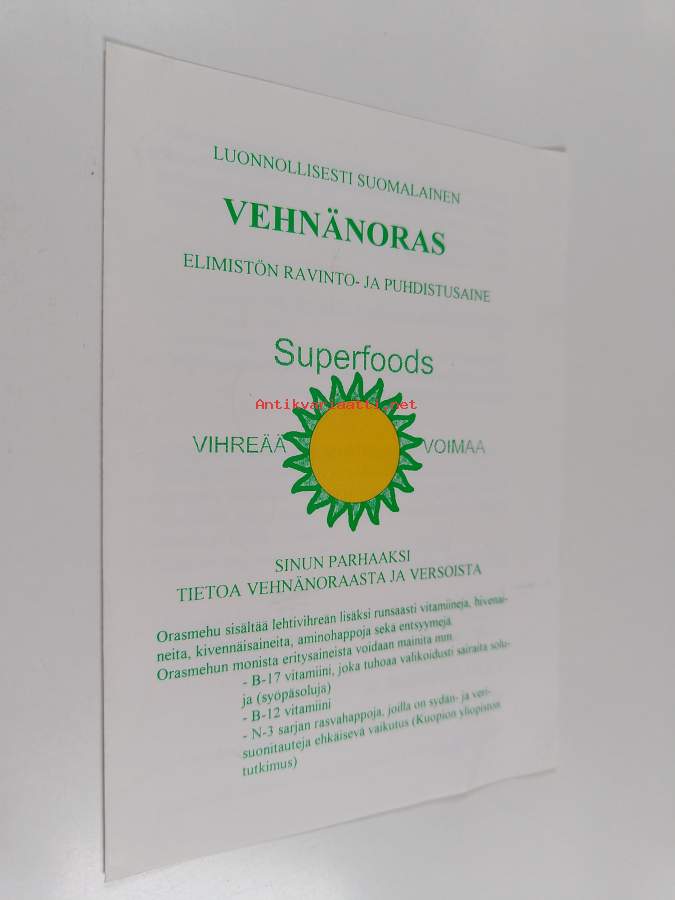 LUONNOLLISESTI SUOMALAINEN
VEHNÄNORAS
ELIMISTÖN RAVINTO- JA PUHDISTUSAINE
Superfoods
Antikvariaatti.net
VIHREÄÄ VOIMAA
SINUN PARHAAKSI
TIETOA VEHNÄNORAASTA JA VERSOISTA
Orasmehu sisältää lehtivihreän lisäksi runsaasti vitamiineja, hivenai-
neita, kivennäisaineita, aminohappoja sekä entsyymejä.
Orasmehun monista erityisaineista voidaan mainita mm.
- B-17 vitamiini, joka tuhoaa valikoidusti sairaita solu-
ja (syöpäsoluja)
- B-12 vitamiini
- N-3 sarjan rasvahappoja, joilla on sydän- ja veri-
suonitauteja ehkäisevä vaikutus (Kuopion yliopiston
tutkimus)